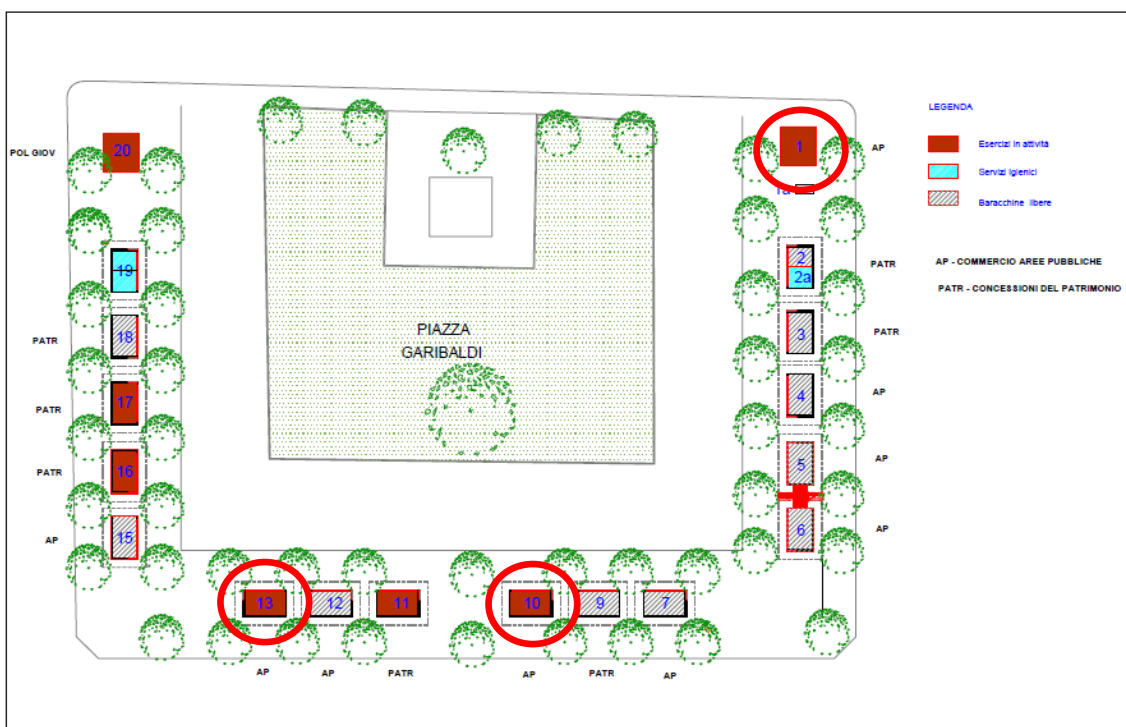 LEGENDA
Esercizi in attività
Servizi Igienici
Baracchine libere
AP - COMMERCIO AREE PUBBLICHE
PATR - CONCESSIONI DEL PATRIMONIO
PIAZZA
GARIBALDI
POL GIOV
20
19
PATR
18
PATR
17
PATR
16
AP
15
1
AP
1a
2
PATR
2a
3
PATR
4
AP
5
AP
6
AP
13
12
11
10
9
7
AP
AP
PATR
AP
PATR
AP